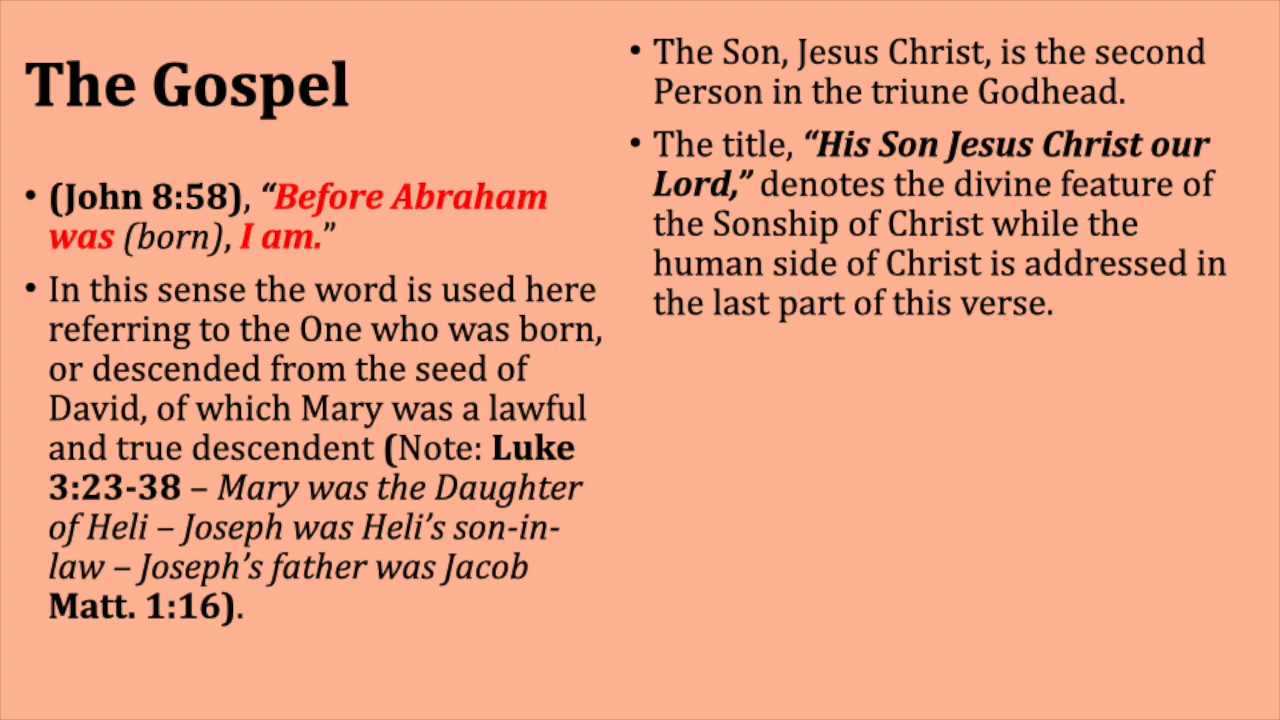 The Gospel
• (John 8:58), “Before Abraham
was (born), I am.”
• In this sense the word is used here
referring to the One who was born,
or descended from the seed of
David, of which Mary was a lawful
and true descendent (Note: Luke
3:23-38 – Mary was the Daughter
of Heli – Joseph was Heli’s son-in-
law – Joseph’s father was Jacob
Matt. 1:16).
• The Son, Jesus Christ, is the second
Person in the triune Godhead.
• The title, “His Son Jesus Christ our
Lord,” denotes the divine feature of
the Sonship of Christ while the
human side of Christ is addressed in
the last part of this verse.